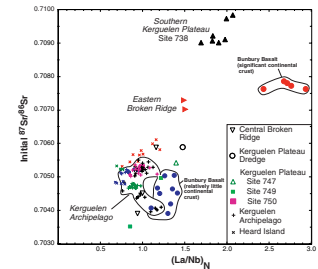 0.7100
0.7090
0.7080
0.7070
0.7060
0.7050
0.7040
0.7030
Initial ⁸⁷Sr/⁸⁶Sr
Southern
Kerguelen Plateau
Site 738
Bunbury Basalt
(significant continental
crust)
Eastern
Broken Ridge
Bunbury Basalt
(relatively little
continental
crust)
Kerguelen
Archipelago
Central Broken
Ridge
Kerguelen Plateau
Dredge
Kerguelen Plateau
Site 747
Site 749
Site 750
Kerguelen
Archipelago
Heard Island
0.0 0.5 1.0 1.5 2.0 2.5 3.0
(La/Nb)N